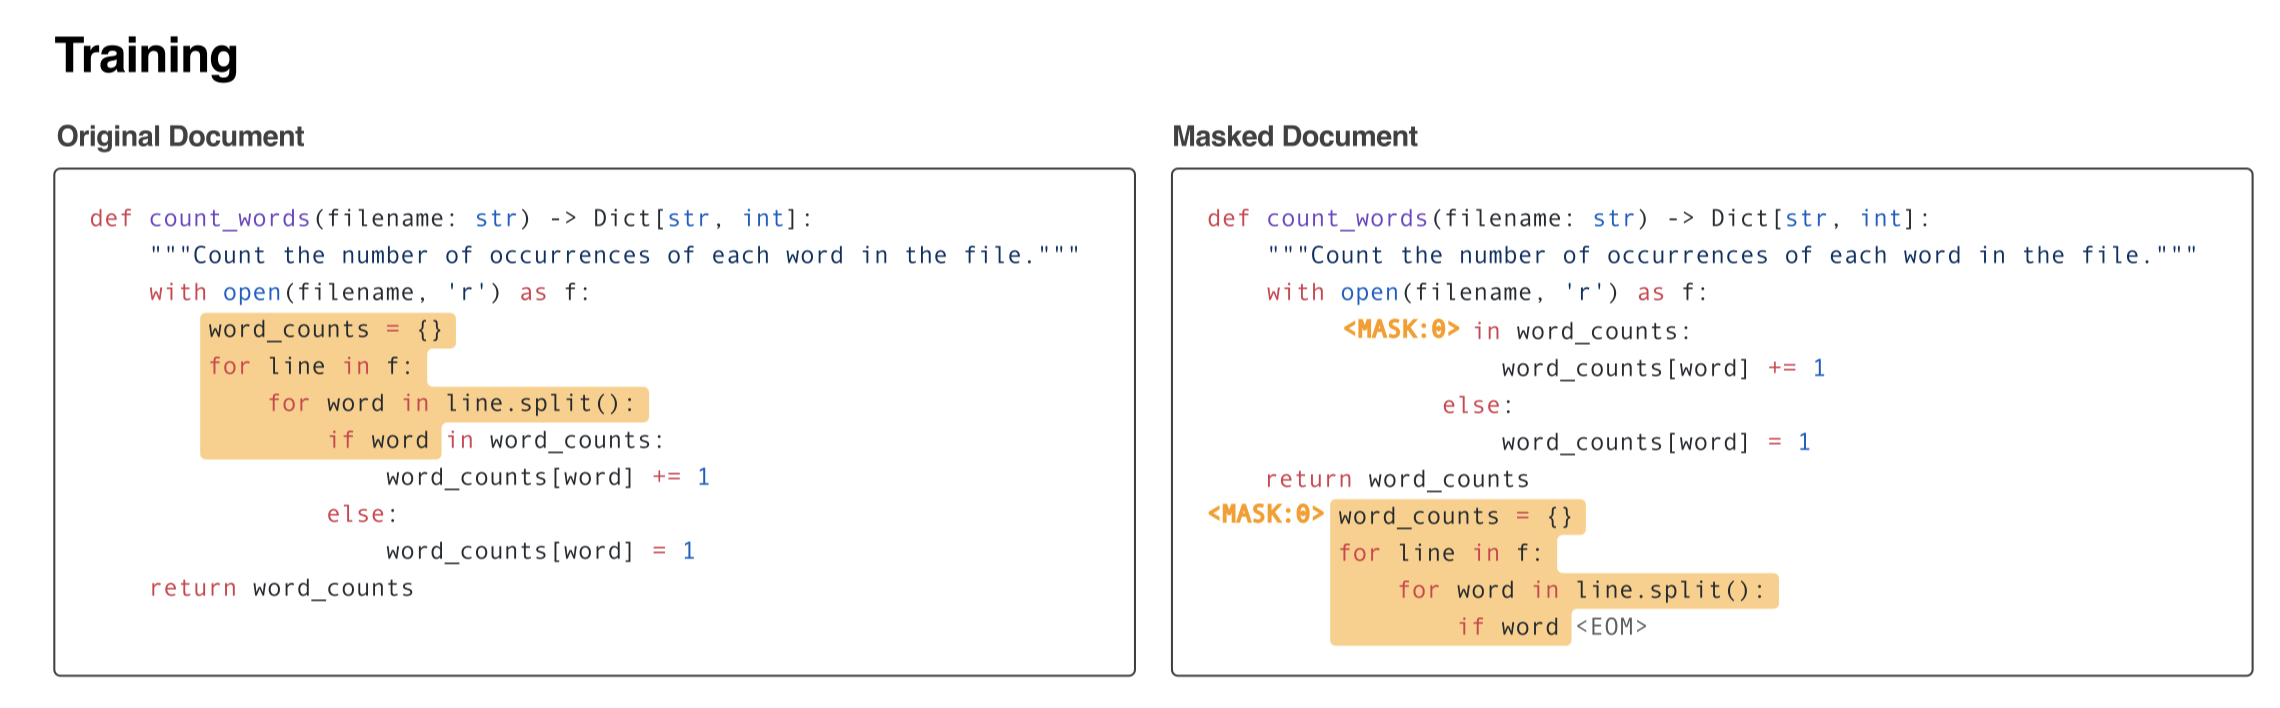 Training
Original Document
def count_words(filename: str) -> Dict[str, int]:
    """Count the number of occurrences of each word in the file."""
    with open(filename, 'r') as f:
        word_counts = {}
        for line in f:
            for word in line.split():
                if word in word_counts:
                    word_counts[word] += 1
                else:
                    word_counts[word] = 1
    return word_counts
Masked Document
def count_words(filename: str) -> Dict[str, int]:
    """Count the number of occurrences of each word in the file."""
    with open(filename, 'r') as f:
        <MASK:0> in word_counts:
                    word_counts[word] += 1
                else:
                    word_counts[word] = 1
    return word_counts
<MASK:0> word_counts = {}
        for line in f:
            for word in line.split():
                if word <EOM>